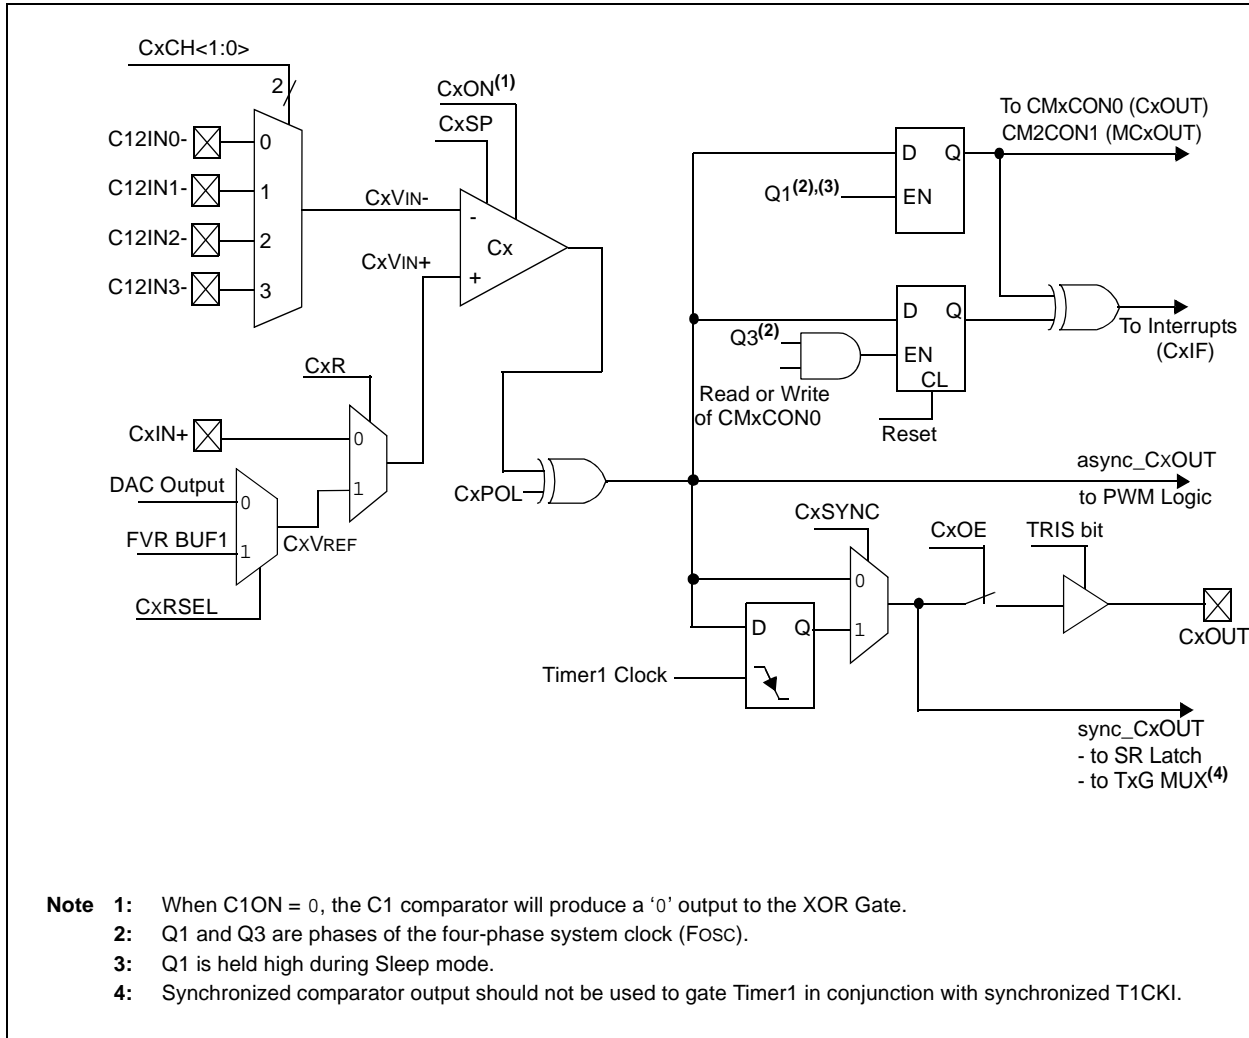 CxCH<1:0>
2
CxON(1)
CxSP
C12IN0-
0
C12IN1-
1
C12IN2-
2
C12IN3-
3
CxVIN-
CxVIN+
-
+
Cx
CxR
CxIN+
0
1
DAC Output
0
FVR BUF1
1
CXVREF
CXRSEL
CxPOL
D
Q
Q1(2),(3)
EN
To CMxCON0 (CxOUT)
CM2CON1 (MCxOUT)
D
Q
Q3(2)
EN
CL
Read or Write
of CMxCON0
Reset
To Interrupts
(CxIF)
async_CXOUT
to PWM Logic
CxSYNC
0
1
D
Q
Timer1 Clock
CxOE
TRIS bit
CxOUT
sync_CxOUT
- to SR Latch
- to TxG MUX(4)
Note 1: When C1ON = 0, the C1 comparator will produce a ‘0’ output to the XOR Gate.
2: Q1 and Q3 are phases of the four-phase system clock (FOSC).
3: Q1 is held high during Sleep mode.
4: Synchronized comparator output should not be used to gate Timer1 in conjunction with synchronized T1CKI.